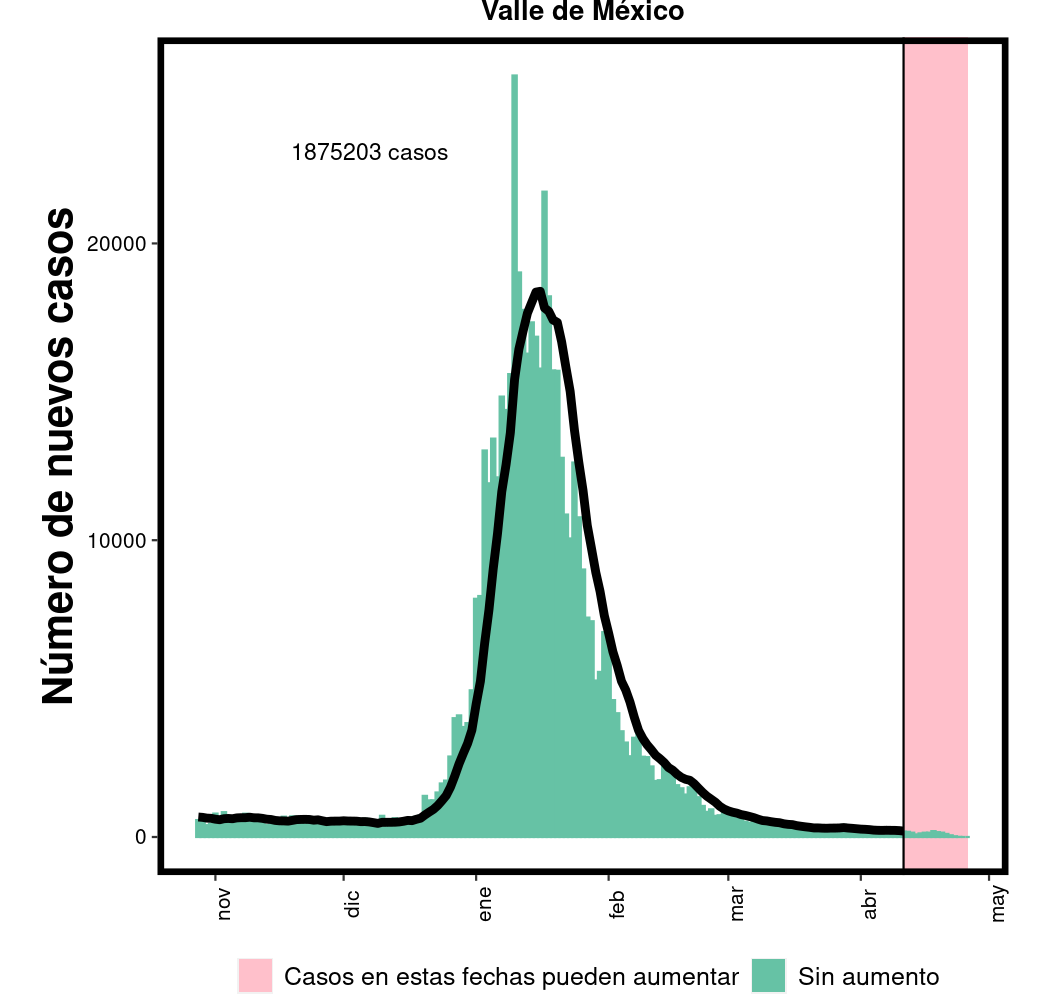 Valle de México
1875203 casos
Número de nuevos casos
20000
10000
0
nov
dic
ene
feb
mar
abr
may
Casos en estas fechas pueden aumentar
Sin aumento